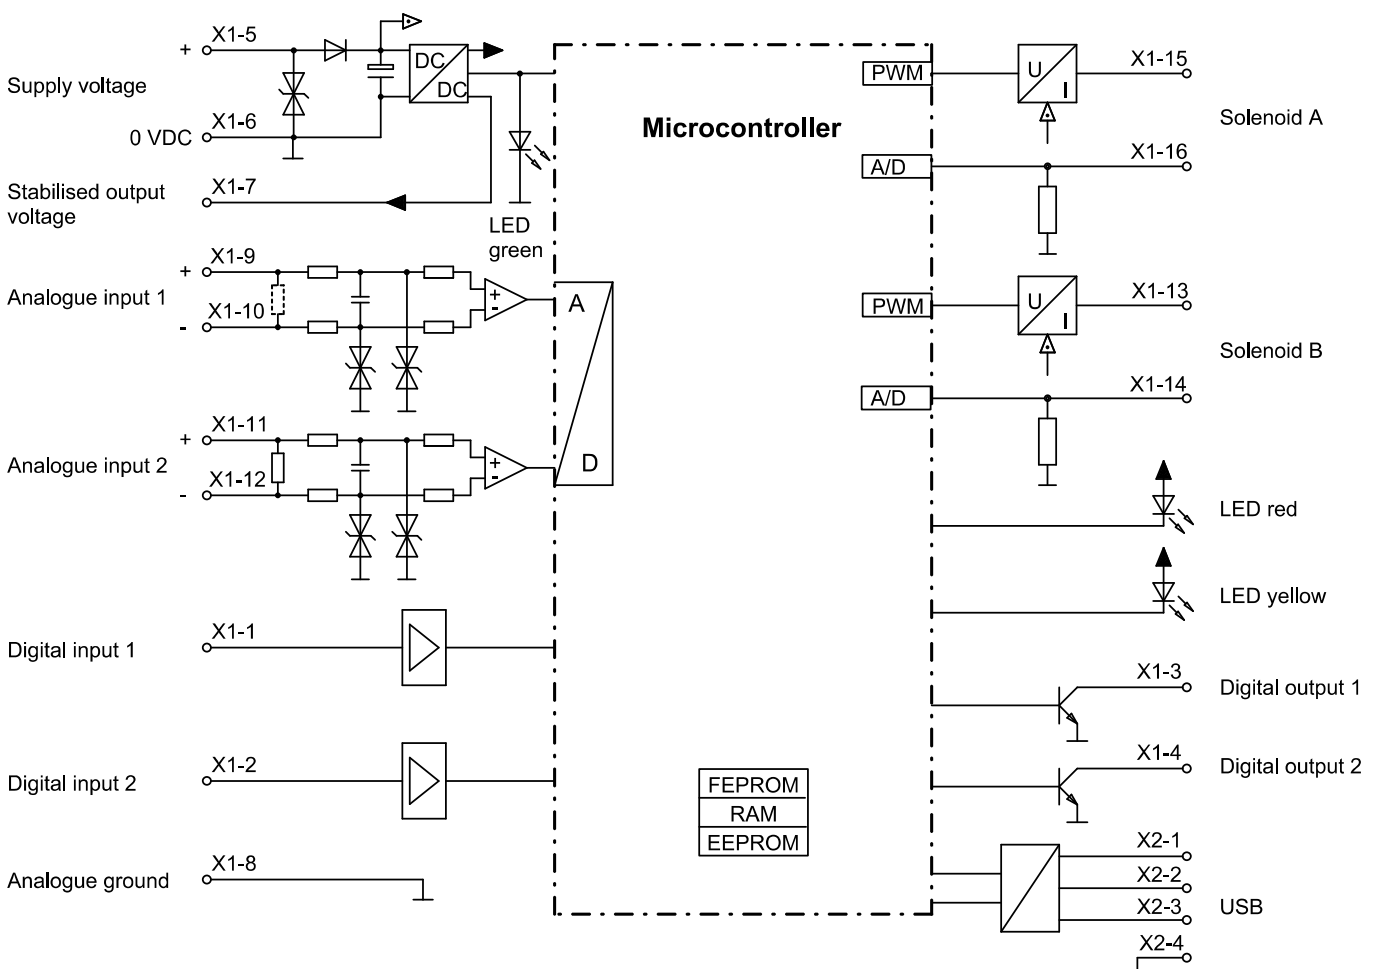 X1-5
+
Supply voltage
X1-6
0 VDC
DC
DC
X1-7
Stabilised output
voltage
LED
green
X1-9
+
Analogue input 1
X1-10
-
+
-
X1-11
+
Analogue input 2
X1-12
-
+
-
A
D
X1-1
Digital input 1
X1-2
Digital input 2
X1-8
Analogue ground
Microcontroller
FEPROM
RAM
EEPROM
PWM
U
I
X1-15
Solenoid A
A/D
X1-16
PWM
U
I
X1-13
Solenoid B
A/D
X1-14
LED red
LED yellow
X1-3
Digital output 1
X1-4
Digital output 2
X2-1
X2-2
X2-3
USB
X2-4